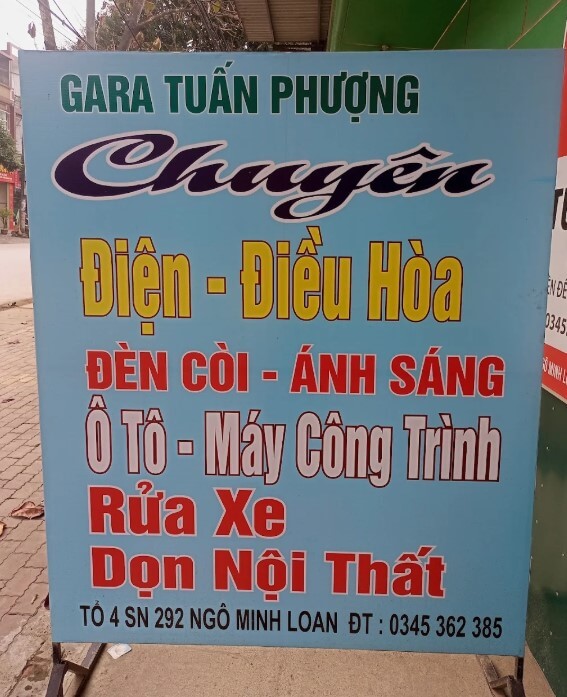 GARA TUẤN PHƯỢNG
Chuyên
Điện - Điều Hòa
ĐÈN CÒI - ÁNH SÁNG
Ô Tô - Máy Công Trình
Rửa Xe
Dọn Nội Thất
TỔ 4 SN 292 NGÔ MINH LOAN ĐT : 0345 362 385
0345